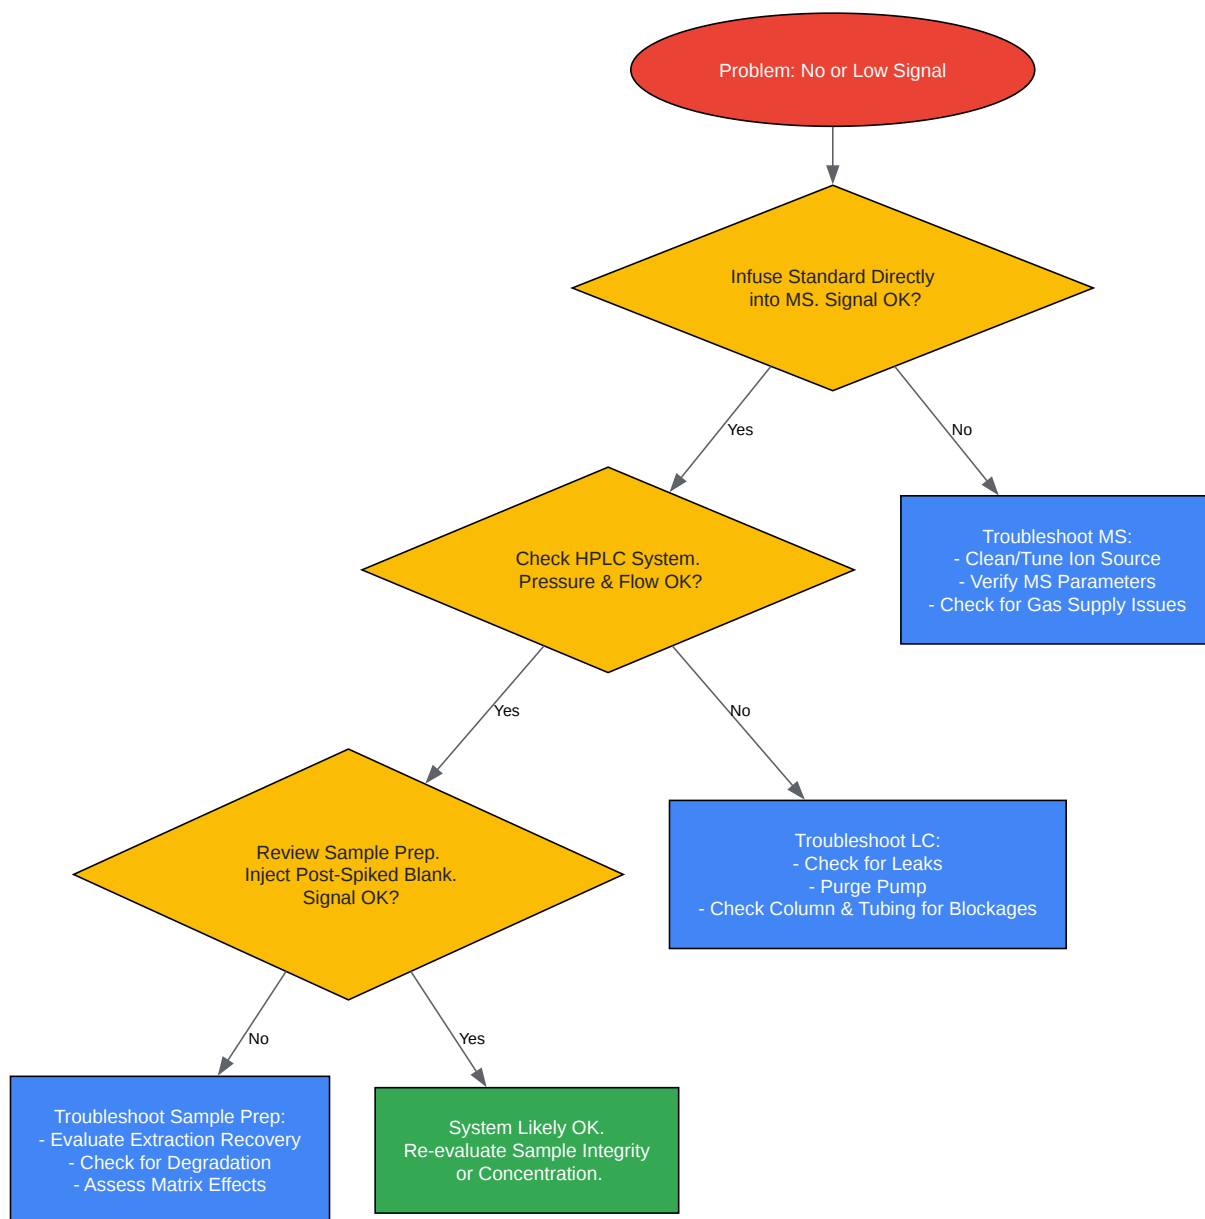 Problem: No or Low Signal
Infuse Standard Directly
into MS. Signal OK?
Yes
No
Check HPLC System.
Pressure & Flow OK?
Troubleshoot MS:
- Clean/Tune Ion Source
- Verify MS Parameters
- Check for Gas Supply Issues
Yes
No
Review Sample Prep.
Inject Post-Spiked Blank.
Signal OK?
Troubleshoot LC:
- Check for Leaks
- Purge Pump
- Check Column & Tubing for Blockages
No
Yes
Troubleshoot Sample Prep:
- Evaluate Extraction Recovery
- Check for Degradation
- Assess Matrix Effects
System Likely OK.
Re-evaluate Sample Integrity
or Concentration.